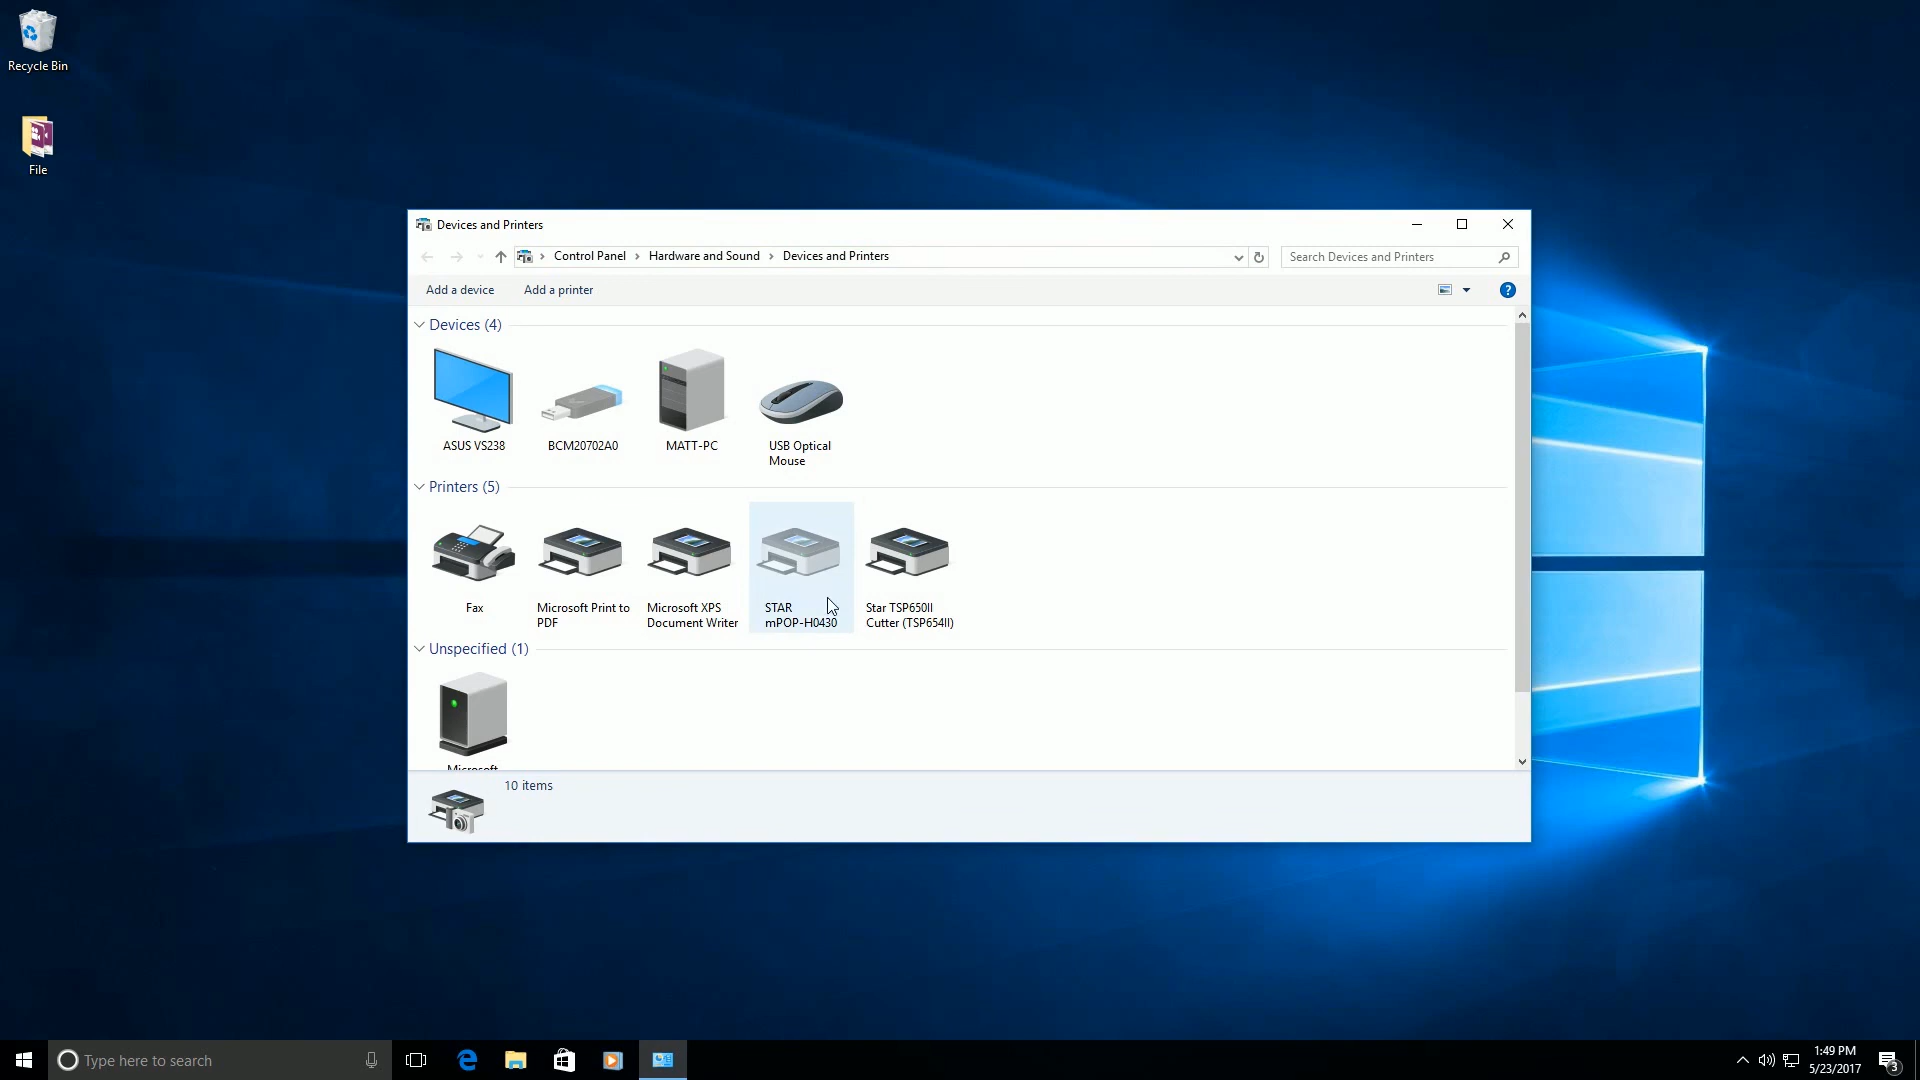 Recycle Bin
File
Devices and Printers
Control Panel
Hardware and Sound
Devices and Printers
Search Devices and Printers
Add a device
Add a printer
?
Devices (4)
ASUS VS238
BCM20702A0
MATT-PC
USB Optical
Mouse
Printers (5)
Fax
Microsoft Print to
PDF
Microsoft XPS
Document Writer
STAR
mPOP-H0430
Star TSP650II
Cutter (TSP654II)
Unspecified (1)
Microsoft
10 items
Type here to search
1:49 PM
5/23/2017
3